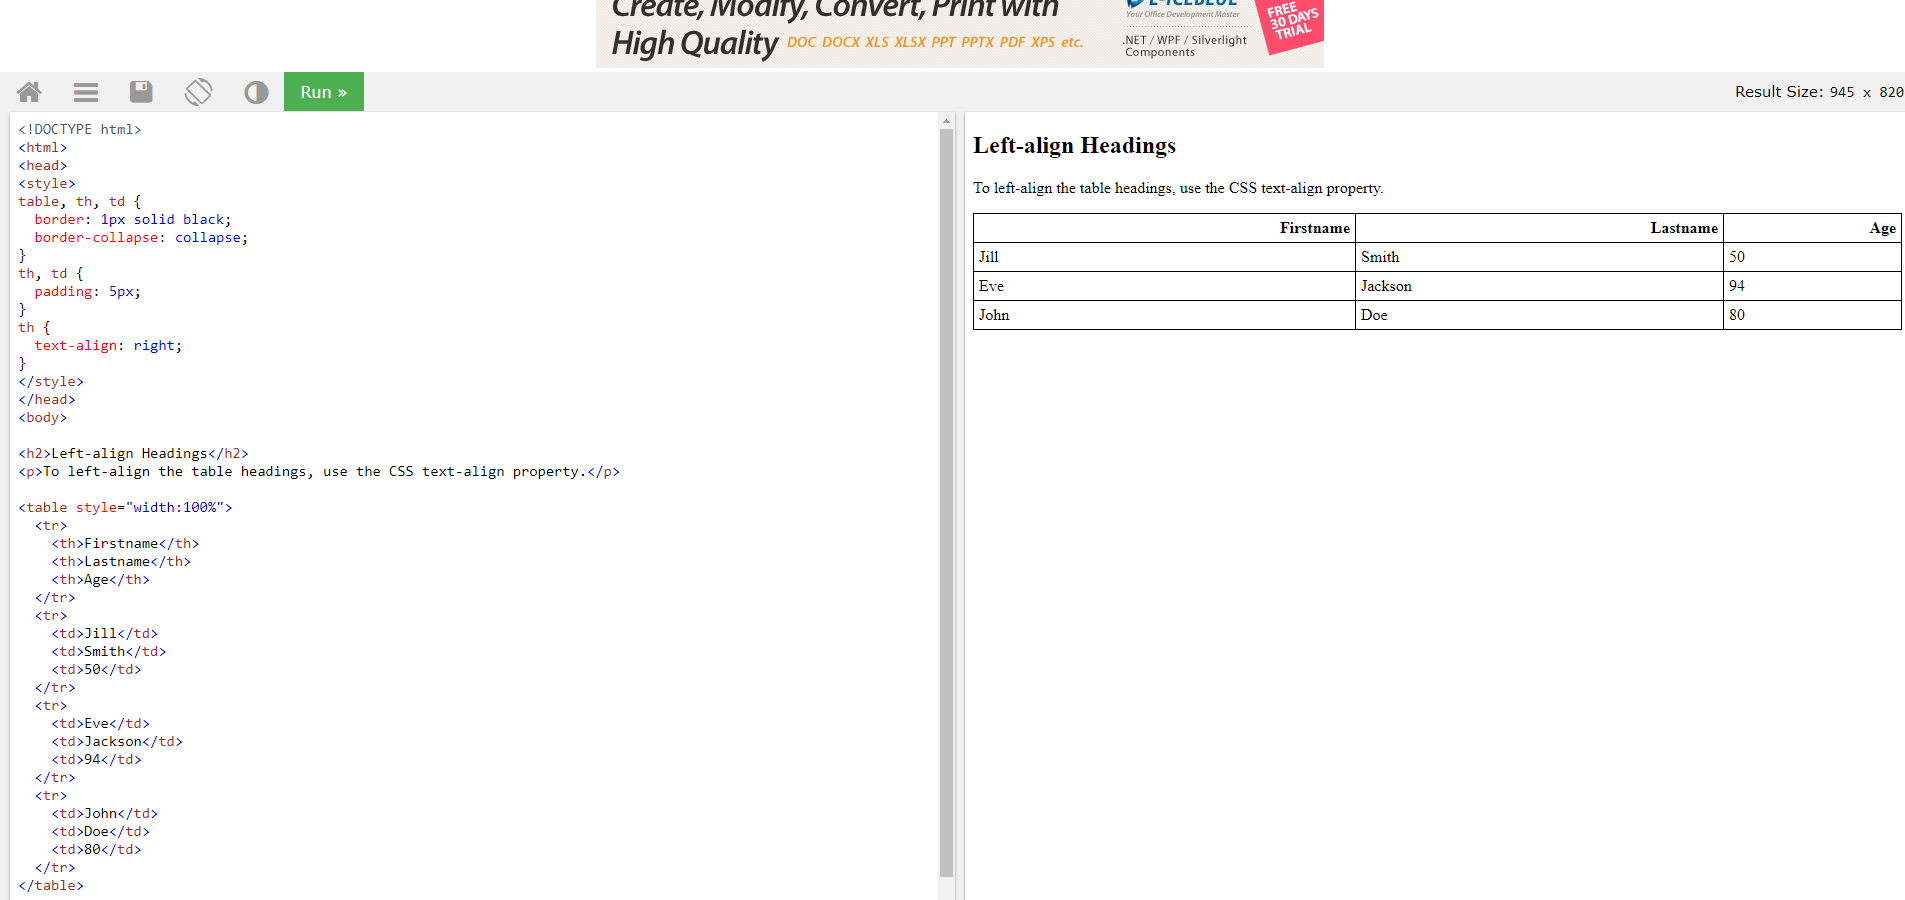 Create, Modify, Convert, Print with
High Quality DOC DOCX XLS XLSX PPT PPTX PDF XPS etc.
E-ICEBLUE
Your Office Development Master
.NET / WPF / Silverlight
Components
FREE
30 DAYS
TRIAL
Run »
Result Size: 945 x 820
<!DOCTYPE html>
<html>
<head>
<style>
table, th, td {
  border: 1px solid black;
  border-collapse: collapse;
}
th, td {
  padding: 5px;
}
th {
  text-align: right;
}
</style>
</head>
<body>

<h2>Left-align Headings</h2>
<p>To left-align the table headings, use the CSS text-align property.</p>

<table style="width:100%">
  <tr>
    <th>Firstname</th>
    <th>Lastname</th>
    <th>Age</th>
  </tr>
  <tr>
    <td>Jill</td>
    <td>Smith</td>
    <td>50</td>
  </tr>
  <tr>
    <td>Eve</td>
    <td>Jackson</td>
    <td>94</td>
  </tr>
  <tr>
    <td>John</td>
    <td>Doe</td>
    <td>80</td>
  </tr>
</table>
Left-align Headings
To left-align the table headings, use the CSS text-align property.
Firstname Lastname Age
Jill Smith 50
Eve Jackson 94
John Doe 80